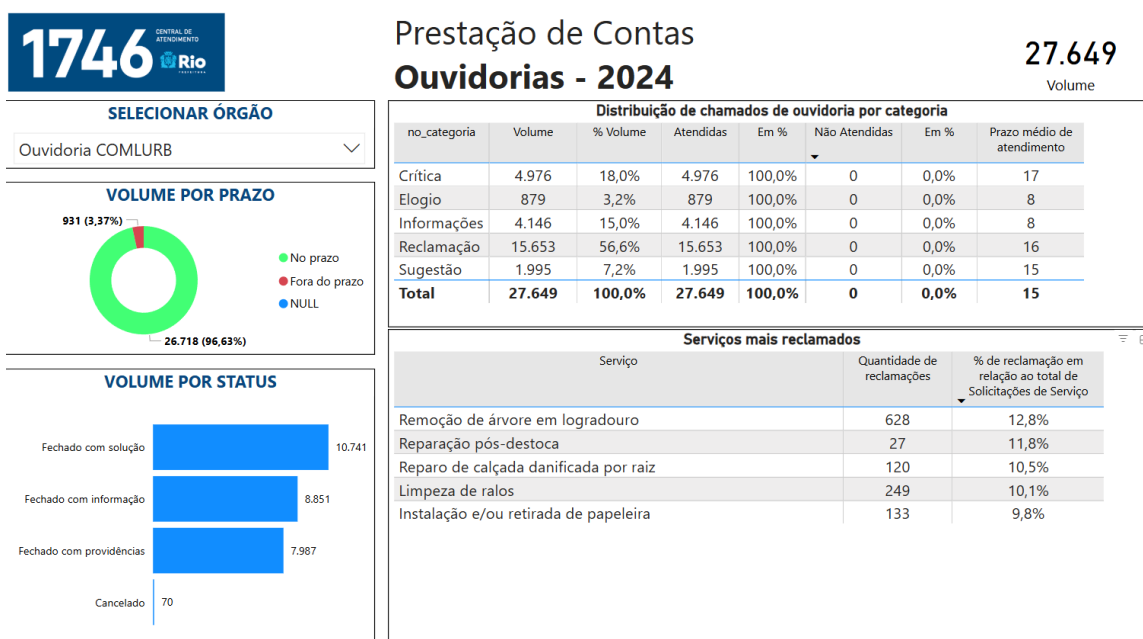 1746
CENTRAL DE
ATENDIMENTO
Rio
PREFEITURA
Prestação de Contas
Ouvidorias - 2024
27.649
Volume
SELECIONAR ÓRGÃO
Ouvidoria COMLURB
VOLUME POR PRAZO
931 (3,37%)
No prazo
Fora do prazo
NULL
26.718 (96,63%)
VOLUME POR STATUS
Fechado com solução 10.741
Fechado com informação 8.851
Fechado com providências 7.987
Cancelado 70
Distribuição de chamados de ouvidoria por categoria
no_categoria Volume % Volume Atendidas Em % Não Atendidas Em % Prazo médio de
atendimento
Crítica 4.976 18,0% 4.976 100,0% 0 0,0% 17
Elogio 879 3,2% 879 100,0% 0 0,0% 8
Informações 4.146 15,0% 4.146 100,0% 0 0,0% 8
Reclamação 15.653 56,6% 15.653 100,0% 0 0,0% 16
Sugestão 1.995 7,2% 1.995 100,0% 0 0,0% 15
Total 27.649 100,0% 27.649 100,0% 0 0,0% 15
Serviços mais reclamados
Serviço Quantidade de % de reclamação em
reclamações relação ao total de
Solicitações de Serviço
Remoção de árvore em logradouro 628 12,8%
Reparação pós-destoca 27 11,8%
Reparo de calçada danificada por raiz 120 10,5%
Limpeza de ralos 249 10,1%
Instalação e/ou retirada de papeleira 133 9,8%